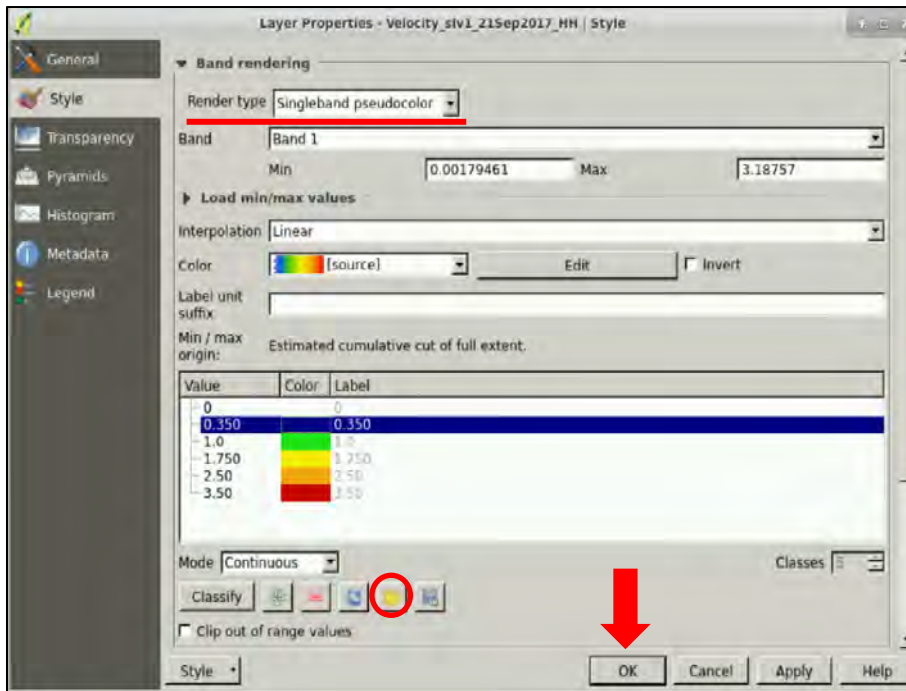 Layer Properties - Velocity_slv1_21Sep2017_HH | Style
General
Style
Transparency
Pyramids
Histogram
Metadata
Legend
Band rendering
Render type Singleband pseudocolor
Band Band 1
Min 0.00179461 Max 3.18757
Load min/max values
Interpolation Linear
Color [source] Edit Invert
Label unit
suffix
Min / max
origin: Estimated cumulative cut of full extent.
Value Color Label
0 0
0.350 0.350
1.0 1.0
1.750 1.750
2.50 2.50
3.50 3.50
Mode Continuous Classes
Classify
Clip out of range values
Style OK Cancel Apply Help